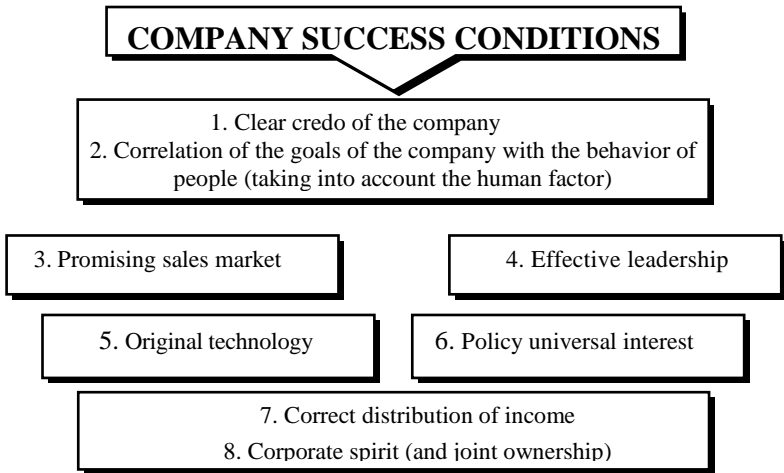 COMPANY SUCCESS CONDITIONS
1. Clear credo of the company
2. Correlation of the goals of the company with the behavior of
people (taking into account the human factor)
3. Promising sales market
4. Effective leadership
5. Original technology
6. Policy universal interest
7. Correct distribution of income
8. Corporate spirit (and joint ownership)